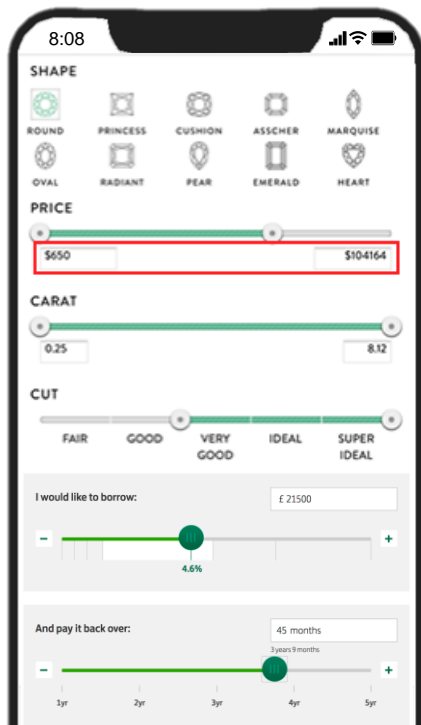 8:08
SHAPE
ROUND PRINCESS CUSHION ASSCHER MARQUISE
OVAL RADIANT PEAR EMERALD HEART
PRICE
$650 $104164
CARAT
0.25 8.12
CUT
FAIR GOOD VERY GOOD IDEAL SUPER IDEAL
I would like to borrow: £ 21500
- +
4.6%
And pay it back over: 45 months
3 years 9 months
- +
1yr 2yr 3yr 4yr 5yr